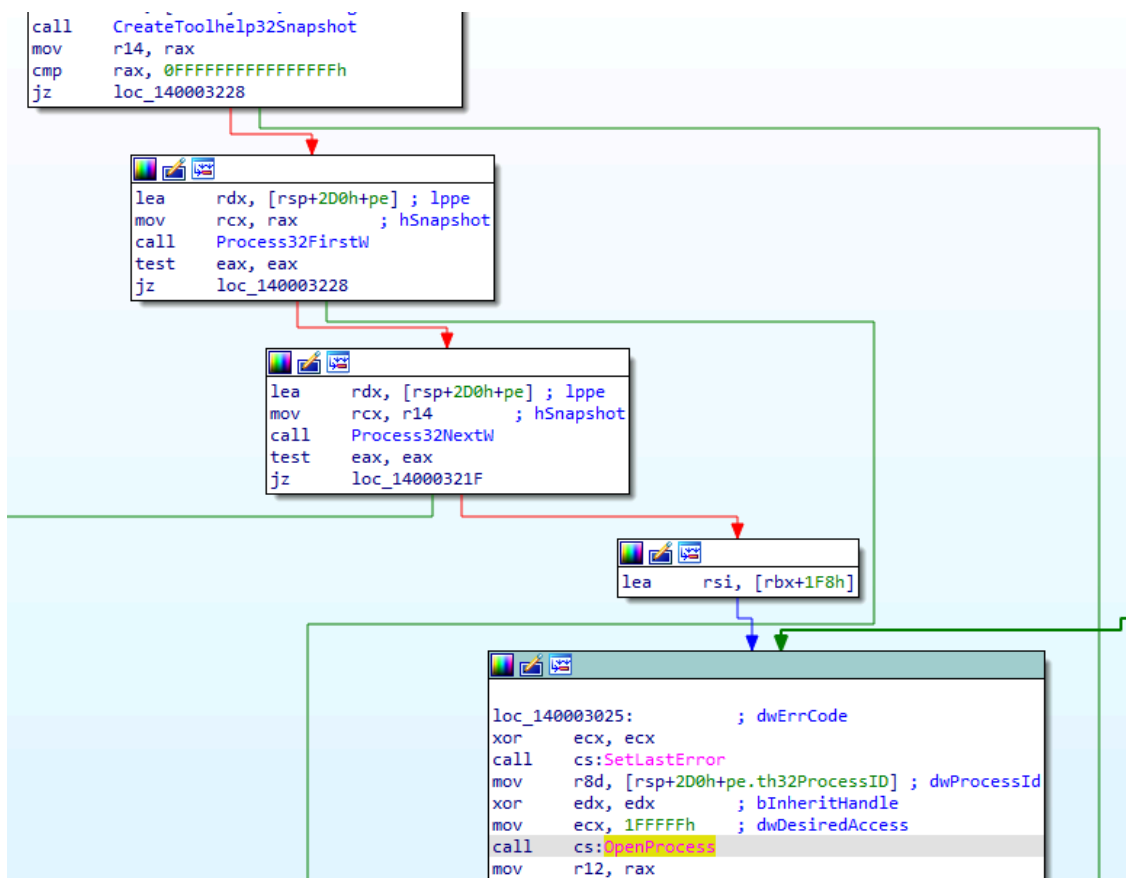 call CreateToolhelp32Snapshot
mov r14, rax
cmp rax, 0FFFFFFFFFFFFFFFFh
jz loc_140003228
lea rdx, [rsp+2D0h+pe] ; lppe
mov rcx, rax ; hSnapshot
call Process32FirstW
test eax, eax
jz loc_140003228
lea rdx, [rsp+2D0h+pe] ; lppe
mov rcx, r14 ; hSnapshot
call Process32NextW
test eax, eax
jz loc_14000321F
lea rsi, [rbx+1F8h]
loc_140003025: ; dwErrCode
xor ecx, ecx
call cs:SetLastError
mov r8d, [rsp+2D0h+pe.th32ProcessID] ; dwProcessId
xor edx, edx ; bInheritHandle
mov ecx, 1FFFFFh ; dwDesiredAccess
call cs:OpenProcess
mov r12, rax